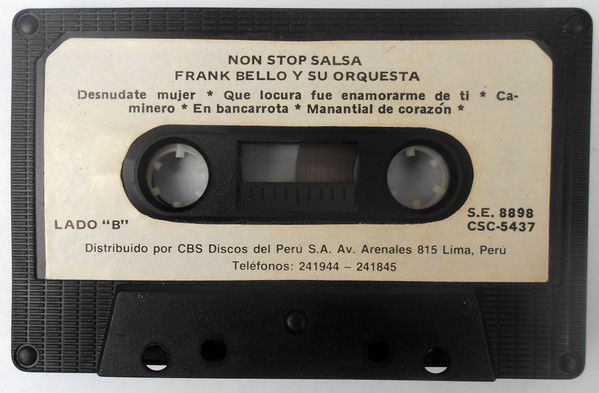 NON STOP SALSA
FRANK BELLO Y SU ORQUESTA
Desnudate mujer * Que locura fue enamorarme de ti * Ca-
minero * En bancarrota * Manantial de corazón *
LADO "B"
S.E. 8898
CSC-5437
Distribuido por CBS Discos del Perú S.A. Av. Arenales 815 Lima, Perú
Teléfonos: 241944 – 241845